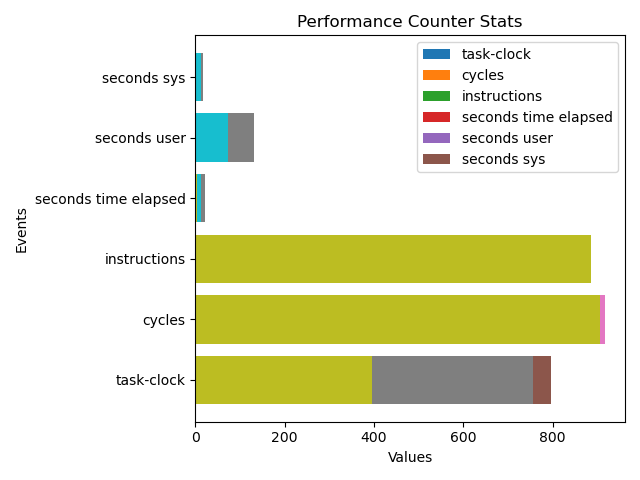 Performance Counter Stats
task-clock
cycles
instructions
seconds time elapsed
seconds user
seconds sys
seconds sys
seconds user
seconds time elapsed
instructions
cycles
task-clock
Events
0 200 400 600 800
Values